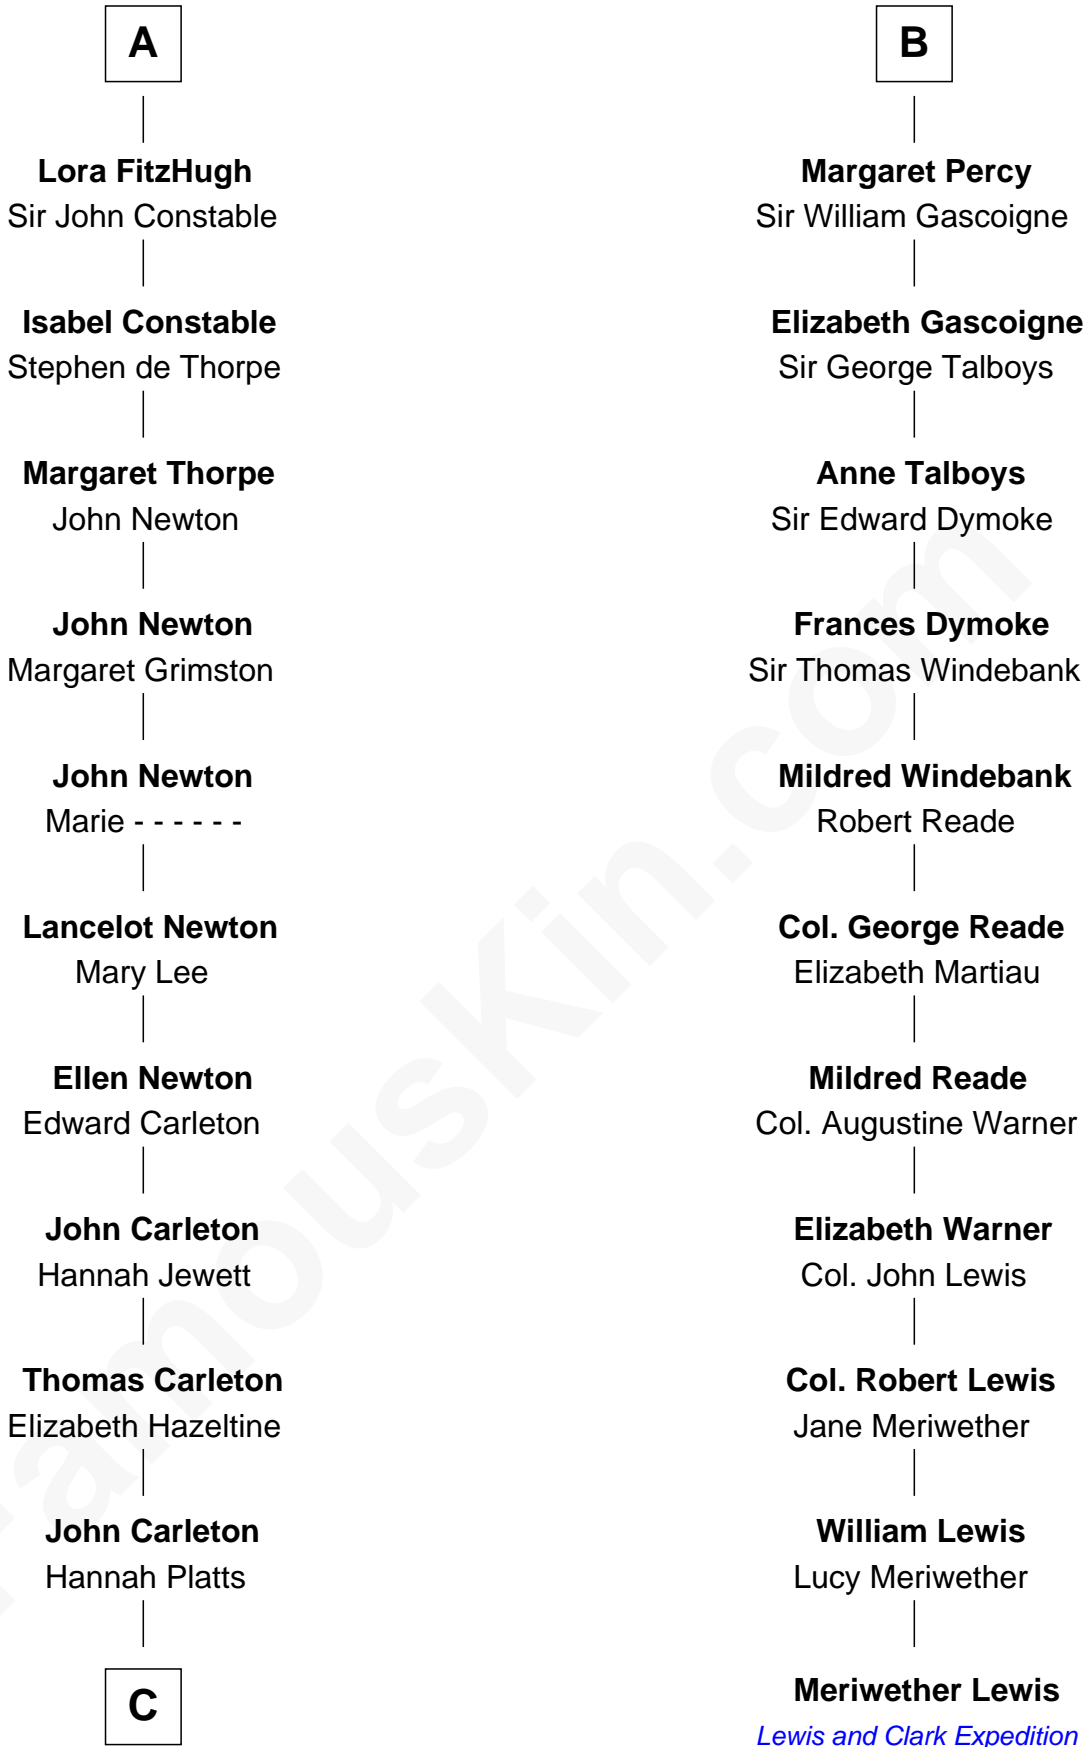 A
Lora FitzHugh
Sir John Constable
Isabel Constable
Stephen de Thorpe
Margaret Thorpe
John Newton
John Newton
Margaret Grimston
John Newton
Marie - - - - - -
Lancelot Newton
Mary Lee
Ellen Newton
Edward Carleton
John Carleton
Hannah Jewett
Thomas Carleton
Elizabeth Hazeltine
John Carleton
Hannah Platts
C
B
Margaret Percy
Sir William Gascoigne
Elizabeth Gascoigne
Sir George Talboys
Anne Talboys
Sir Edward Dymoke
Frances Dymoke
Sir Thomas Windebank
Mildred Windebank
Robert Reade
Col. George Reade
Elizabeth Martiau
Mildred Reade
Col. Augustine Warner
Elizabeth Warner
Col. John Lewis
Col. Robert Lewis
Jane Meriwether
William Lewis
Lucy Meriwether
Meriwether Lewis
Lewis and Clark Expedition
FamousKin.com